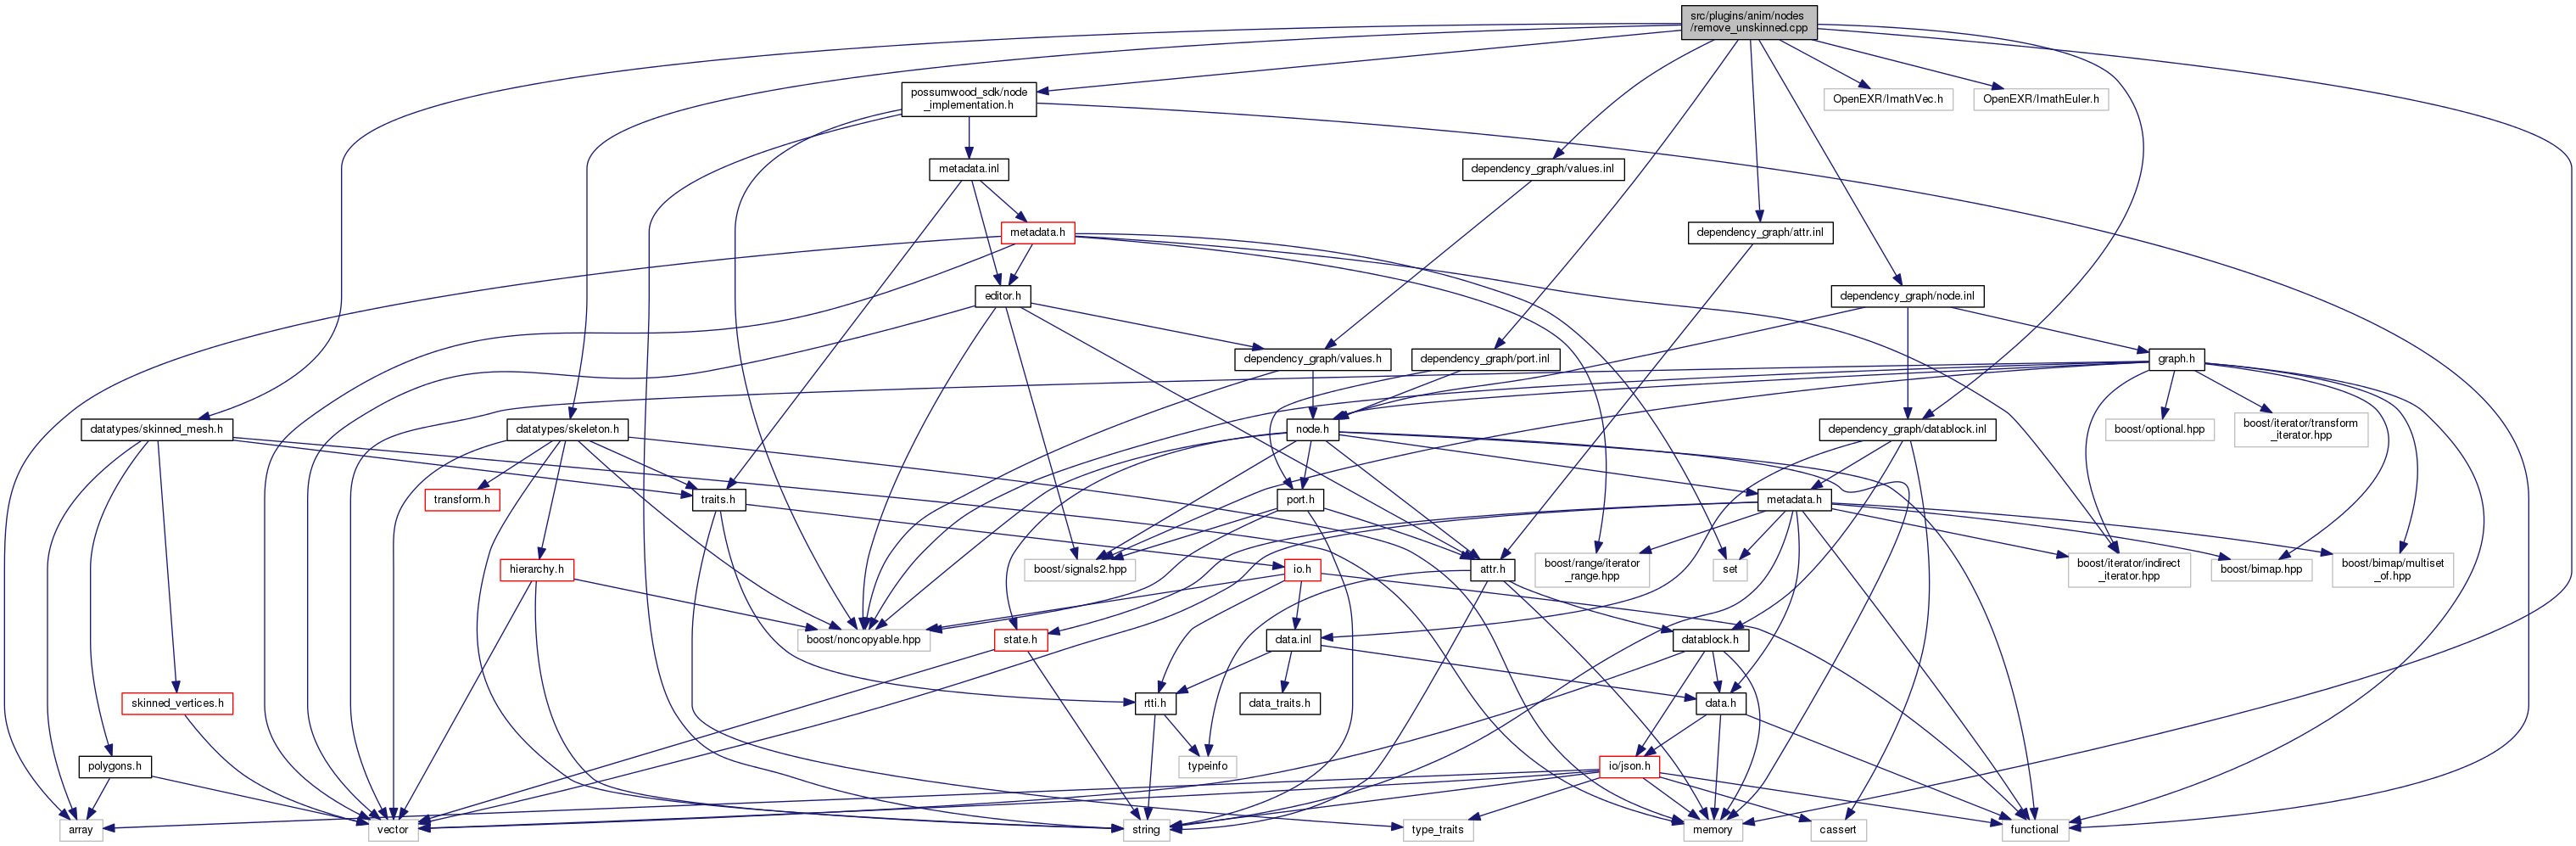 src/plugins/anim/nodes
/remove_unskinned.cpp
possumwood_sdk/node
_implementation.h
OpenEXR/ImathVec.h
OpenEXR/ImathEuler.h
metadata.inl
dependency_graph/values.inl
metadata.h
dependency_graph/attr.inl
editor.h
dependency_graph/node.inl
dependency_graph/values.h
dependency_graph/port.inl
graph.h
datatypes/skinned_mesh.h
datatypes/skeleton.h
node.h
dependency_graph/datablock.inl
boost/optional.hpp
boost/iterator/transform
_iterator.hpp
transform.h
traits.h
port.h
metadata.h
hierarchy.h
boost/signals2.hpp
io.h
attr.h
boost/range/iterator
_range.hpp
set
boost/iterator/indirect
_iterator.hpp
boost/bimap.hpp
boost/bimap/multiset
_of.hpp
boost/noncopyable.hpp
state.h
data.inl
datablock.h
skinned_vertices.h
rtti.h
data_traits.h
data.h
polygons.h
typeinfo
io/json.h
array
vector
string
type_traits
memory
cassert
functional